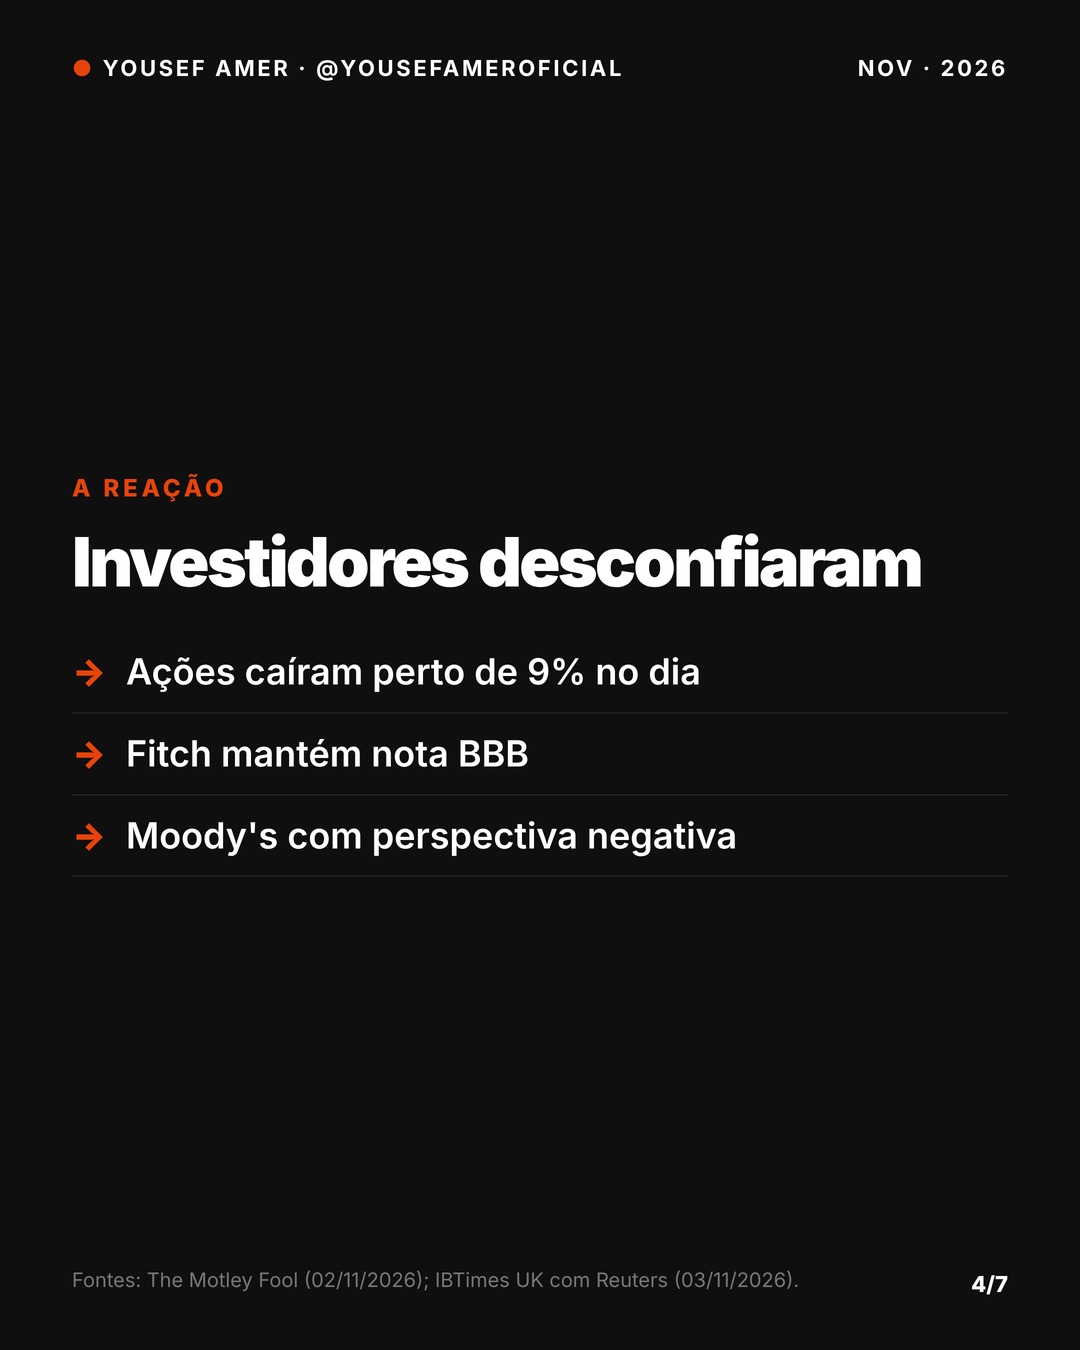 YOUSEF AMER · @YOUSEFAMEROFICIAL
NOV · 2026
A REAÇÃO
Investidores desconfiaram
→ Ações caíram perto de 9% no dia
→ Fitch mantém nota BBB
→ Moody's com perspectiva negativa
Fontes: The Motley Fool (02/11/2026); IBTimes UK com Reuters (03/11/2026).
4/7